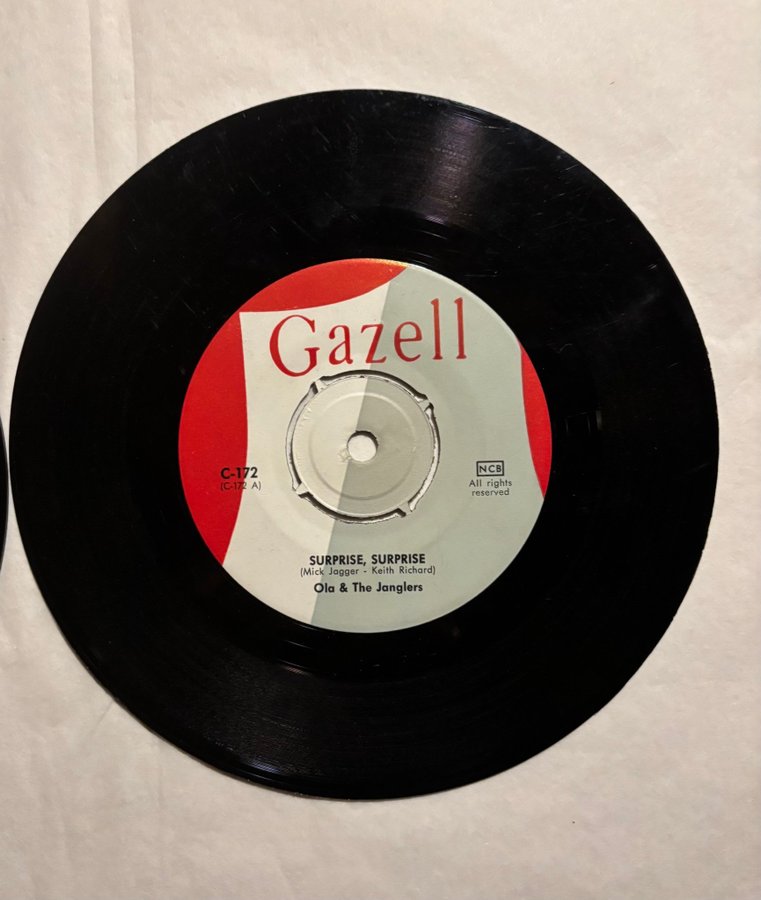 Gazell
C-172
(C-172 A)
NCB
All rights
reserved
SURPRISE, SURPRISE
(Mick Jagger - Keith Richard)
Ola & The Janglers